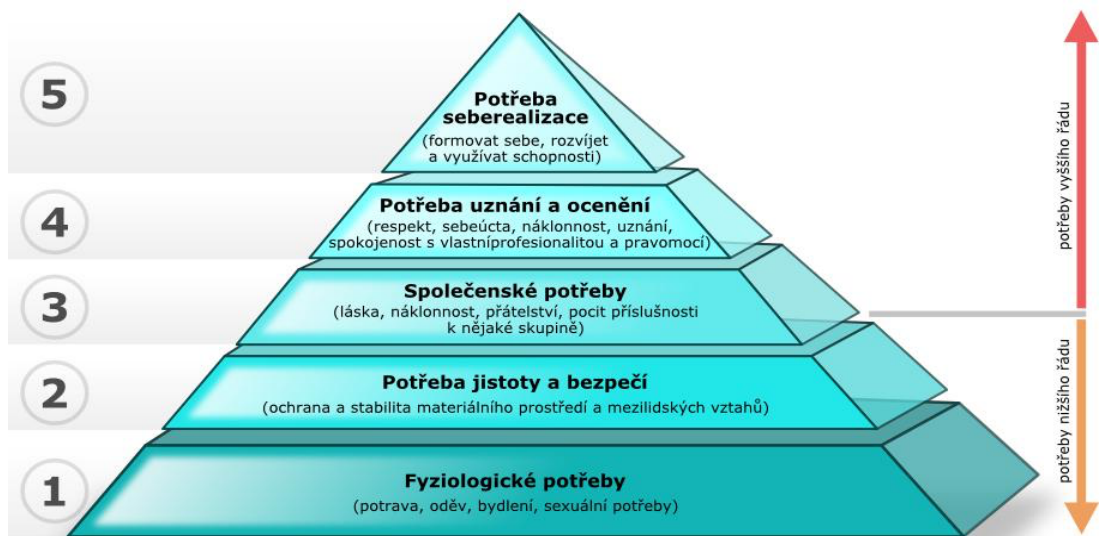 5
Potřeba
seberealizace
(formovat sebe, rozvíjet
a využívat schopnosti)
4
Potřeba uznání a ocenění
(respekt, sebeúcta, náklonnost, uznání,
spokojenost s vlastníprofesionalitou a pravomocí)
3
Společenské potřeby
(láska, náklonnost, přátelství, pocit příslušnosti
k nějaké skupině)
2
Potřeba jistoty a bezpečí
(ochrana a stabilita materiálního prostředí a mezilidských vztahů)
1
Fyziologické potřeby
(potrava, oděv, bydlení, sexuální potřeby)
potřeby vyššího řádu
potřeby nižšího řádu